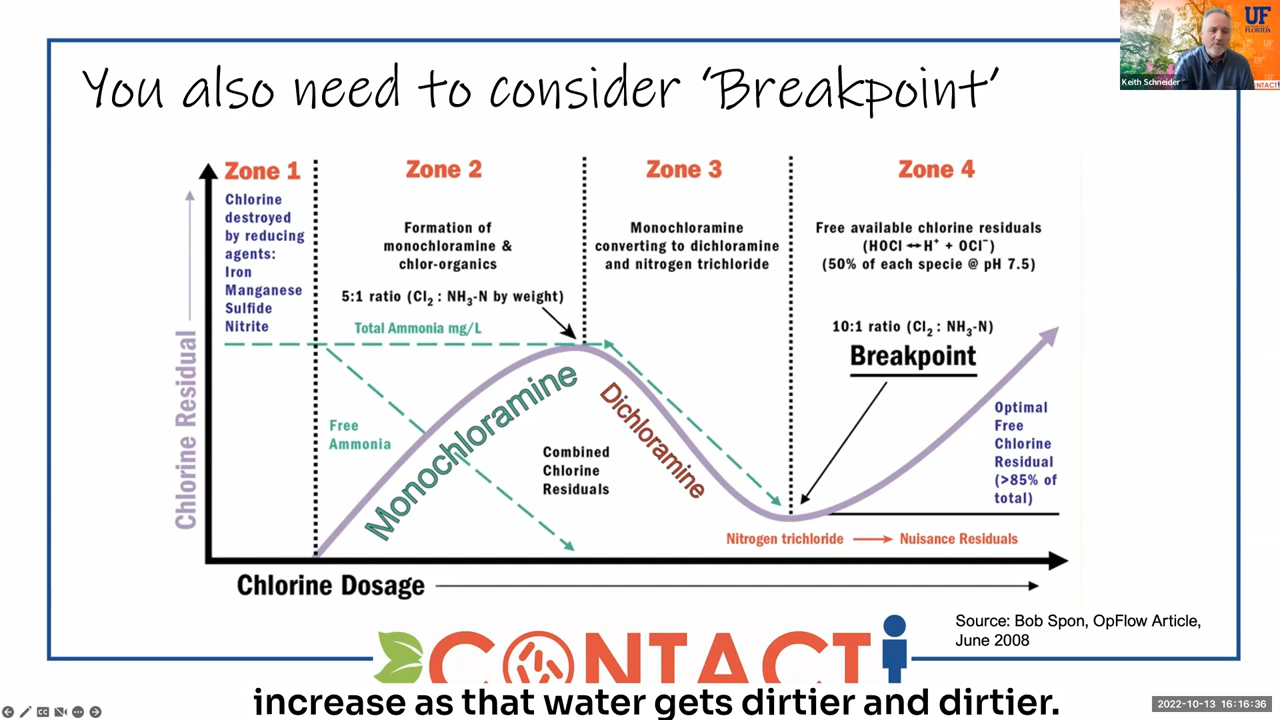 You also need to consider 'Breakpoint'
UF
FLORIDA
Keith Schneider
NTACT!
Zone 1
Zone 2
Zone 3
Zone 4
Chlorine
destroyed
by reducing
agents:
Iron
Manganese
Sulfide
Nitrite
Formation of
monochloramine &
chlor-organics
5:1 ratio (Cl₂ : NH₃-N by weight)
Monochloramine
converting to dichloramine
and nitrogen trichloride
Free available chlorine residuals
(HOCl ↔ H⁺ + OCl⁻)
(50% of each specie @ pH 7.5)
10:1 ratio (Cl₂ : NH₃-N)
Breakpoint
Total Ammonia mg/L
Free
Ammonia
Monochloramine
Combined
Chlorine
Residuals
Dichloramine
Optimal
Free
Chlorine
Residual
(>85% of
total)
Nitrogen trichloride → Nuisance Residuals
Chlorine Residual
Chlorine Dosage
Source: Bob Spon, OpFlow Article,
June 2008
CONTACT
increase as that water gets dirtier and dirtier.
2022-10-13 16:16:36